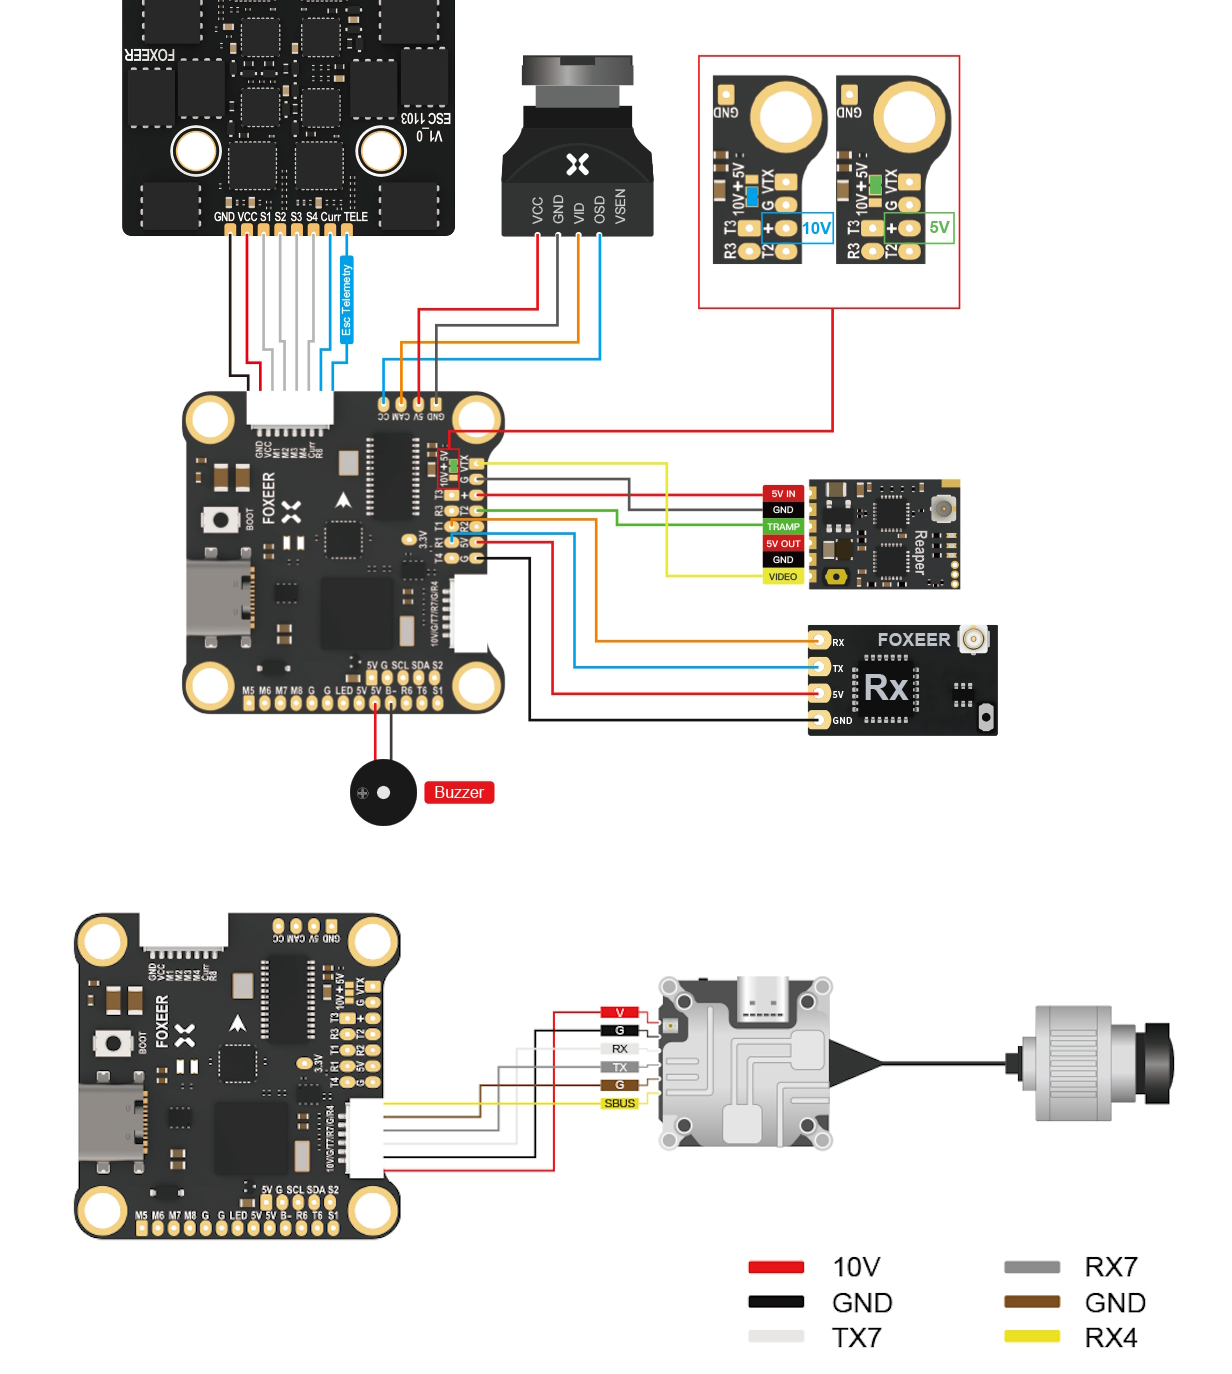 FOXEER
ESC 1103
V1_0
GND VCC S1 S2 S3 S4 Curr TELE
Esc Telemetry
VCC
GND
VID
OSD
VSEN
GND
10V+5V
VTX
G
T3 +
R3 T2
10V
GND
10V+5V
VTX
G
T3 +
R3 T2
5V
CC CAM 5V GND
GND
VCC
M1
M2
M3
M4
Curr
R8
FOXEER
BOOT
10V+5V
VTX
G
T3 +
R3 T2
T1 R2
R1 5V
T4 G
3.3V
10V/G/T7/R7/G/R4
5V G SCL SDA S2
M5 M6 M7 M8 G G LED 5V 5V B- R6 T6 S1
Buzzer
5V IN
GND
TRAMP
5V OUT
GND
VIDEO
Reaper
RX
TX
5V
GND
FOXEER
Rx
CC CAM 5V GND
GND
VCC
M1
M2
M3
M4
Curr
R8
FOXEER
BOOT
10V+5V
VTX
G
T3 +
R3 T2
T1 R2
R1 5V
T4 G
3.3V
10V/G/T7/R7/G/R4
5V G SCL SDA S2
M5 M6 M7 M8 G G LED 5V 5V B- R6 T6 S1
V
G
RX
TX
G
SBUS
10V
GND
TX7
RX7
GND
RX4